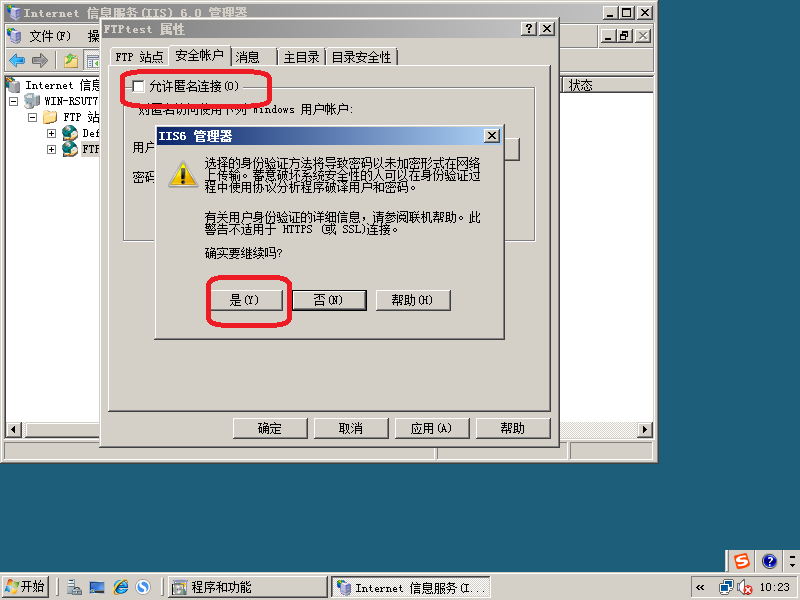 Internet 信息服务(IIS) 6.0 管理器
文件(F)
FTPtest 属性
FTP 站点
安全帐户
消息
主目录
目录安全性
允许匿名连接(O)
对匿名访问使用下列 Windows 用户帐户:
用户
密码
Internet 信
WIN-RSUT7
FTP 站
Def
FTP
状态
IIS6 管理器
选择的身份验证方法将导致密码以未加密形式在网络
上传输。蓄意破坏系统安全性的人可以在身份验证过
程中使用协议分析程序破译用户和密码。
有关用户身份验证的详细信息，请参阅联机帮助。此
警告不适用于 HTTPS (或 SSL)连接。
确实要继续吗?
是(Y)
否(N)
帮助(H)
确定
取消
应用(A)
帮助
开始
程序和功能
Internet 信息服务(I...
10:23